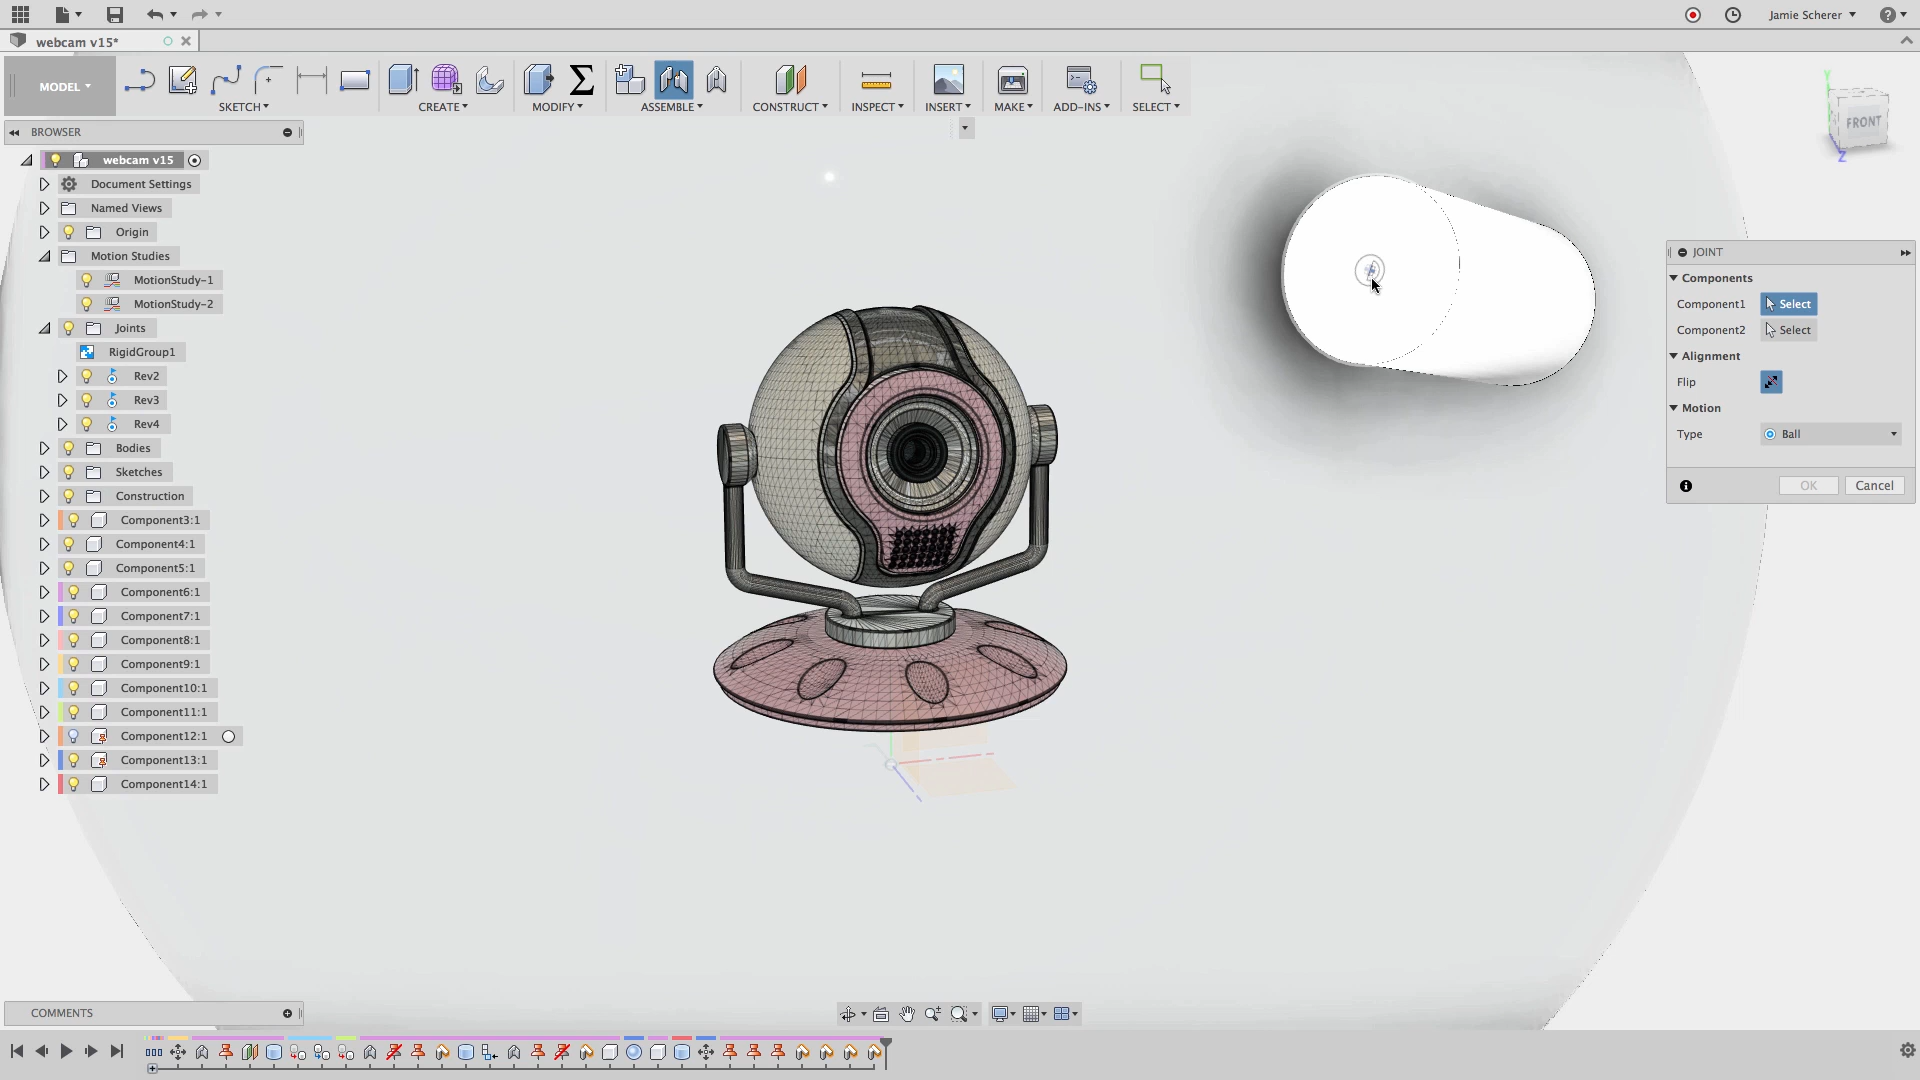 Jamie Scherer
webcam v15*
MODEL
SKETCH
CREATE
MODIFY
ASSEMBLE
CONSTRUCT
INSPECT
INSERT
MAKE
ADD-INS
SELECT
BROWSER
webcam v15
Document Settings
Named Views
Origin
Motion Studies
MotionStudy-1
MotionStudy-2
Joints
RigidGroup1
Rev2
Rev3
Rev4
Bodies
Sketches
Construction
Component3:1
Component4:1
Component5:1
Component6:1
Component7:1
Component8:1
Component9:1
Component10:1
Component11:1
Component12:1
Component13:1
Component14:1
Y
FRONT
Z
JOINT
Components
Component1 Select
Component2 Select
Alignment
Flip
Motion
Type Ball
OK Cancel
COMMENTS